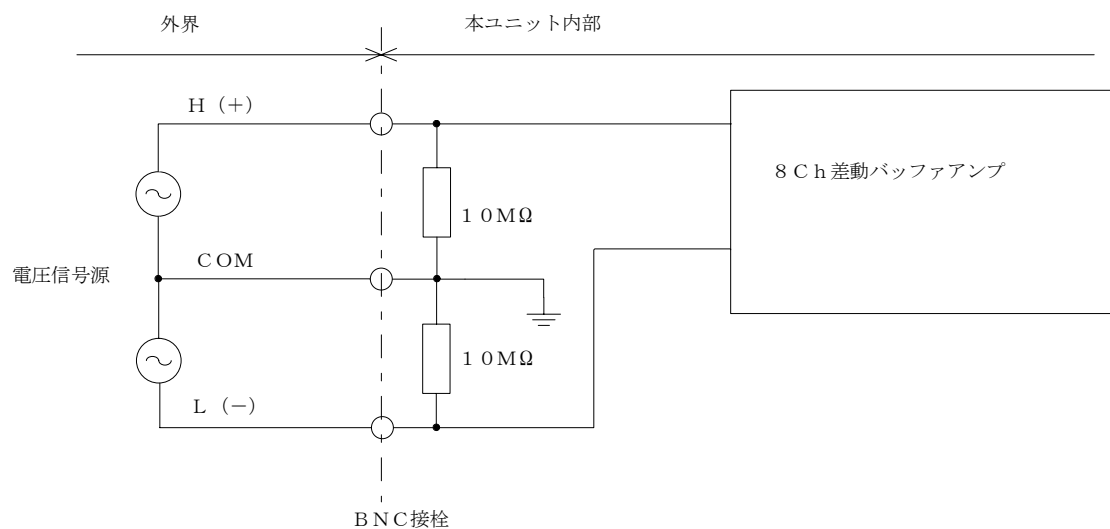 外界
本ユニット内部
H（+）
８Ｃｈ差動バッファアンプ
１０MΩ
COM
電圧信号源
１０MΩ
L（−）
BNC接栓